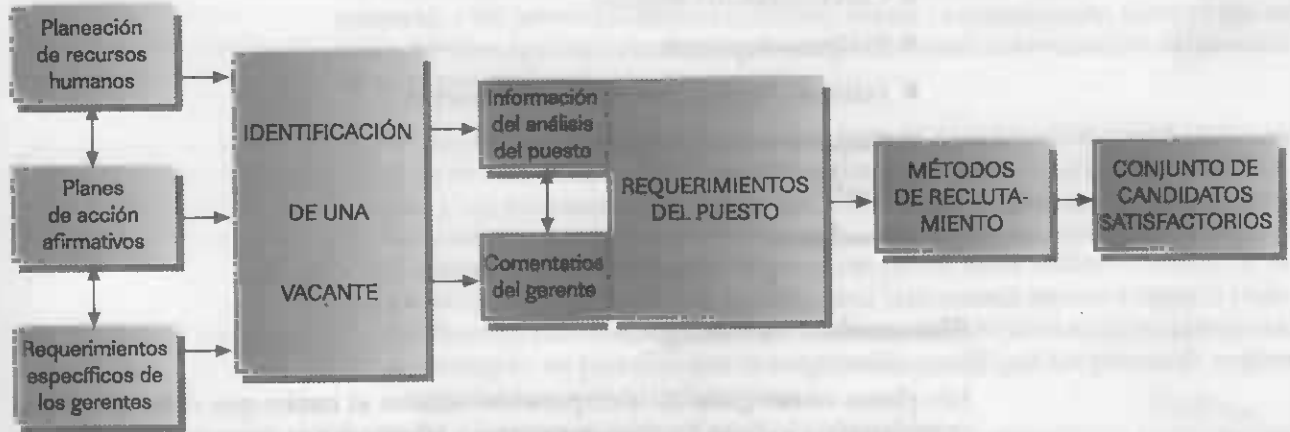 Planeación
de recursos
humanos
Planes
de acción
afirmativos
Requerimientos
específicos de
los gerentes
IDENTIFICACIÓN
DE UNA
VACANTE
Información
del análisis
del puesto
Comentarios
del gerente
REQUERIMIENTOS
DEL PUESTO
MÉTODOS
DE RECLUTA-
MIENTO
CONJUNTO DE
CANDIDATOS
SATISFACTORIOS